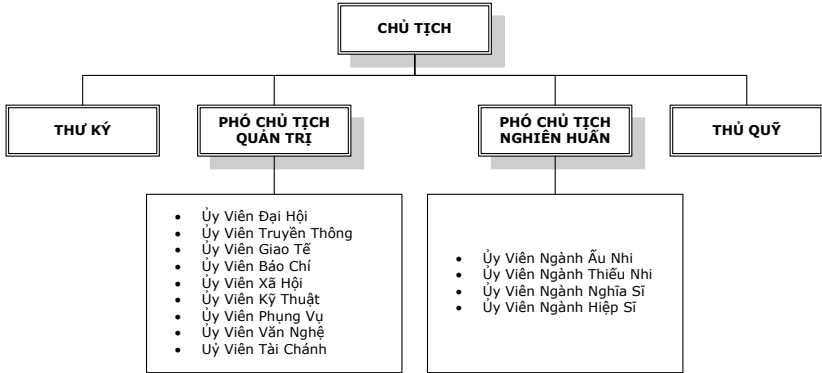 CHỦ TỊCH
THƯ KÝ
PHÓ CHỦ TỊCH
QUẢN TRỊ
PHÓ CHỦ TỊCH
NGHIÊN HUẤN
THỦ QUỸ
• Ủy Viên Đại Hội
• Ủy Viên Truyền Thông
• Ủy Viên Giao Tế
• Ủy Viên Báo Chí
• Ủy Viên Xã Hội
• Ủy Viên Kỹ Thuật
• Ủy Viên Phụng Vụ
• Ủy Viên Văn Nghệ
• Uỷ Viên Tài Chánh
• Ủy Viên Ngành Ấu Nhi
• Ủy Viên Ngành Thiếu Nhi
• Ủy Viên Ngành Nghĩa Sĩ
• Ủy Viên Ngành Hiệp Sĩ